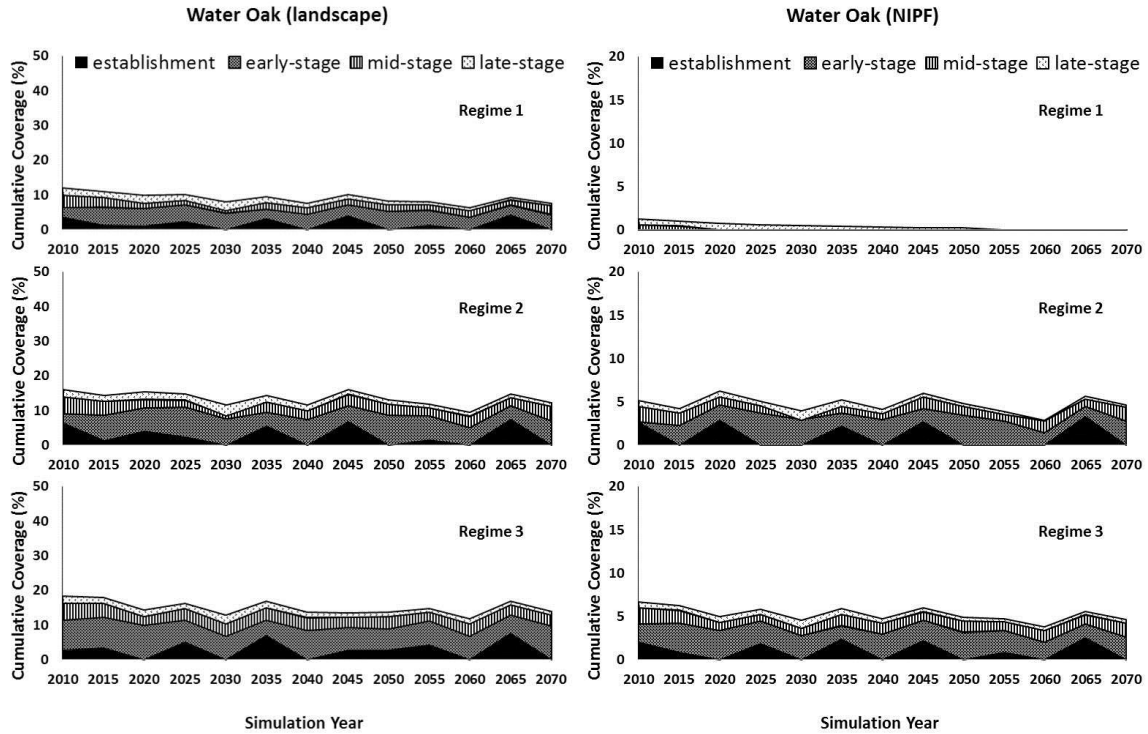 Water Oak (landscape)
Water Oak (NIPF)
Cumulative Coverage (%)
50
40
30
20
10
0
establishment early-stage mid-stage late-stage
Regime 1
2010 2015 2020 2025 2030 2035 2040 2045 2050 2055 2060 2065 2070
Cumulative Coverage (%)
20
15
10
5
0
establishment early-stage mid-stage late-stage
Regime 1
2010 2015 2020 2025 2030 2035 2040 2045 2050 2055 2060 2065 2070
Cumulative Coverage (%)
50
40
30
20
10
0
Regime 2
2010 2015 2020 2025 2030 2035 2040 2045 2050 2055 2060 2065 2070
Cumulative Coverage (%)
20
15
10
5
0
Regime 2
2010 2015 2020 2025 2030 2035 2040 2045 2050 2055 2060 2065 2070
Cumulative Coverage (%)
50
40
30
20
10
0
Regime 3
2010 2015 2020 2025 2030 2035 2040 2045 2050 2055 2060 2065 2070
Cumulative Coverage (%)
20
15
10
5
0
Regime 3
2010 2015 2020 2025 2030 2035 2040 2045 2050 2055 2060 2065 2070
Simulation Year
Simulation Year